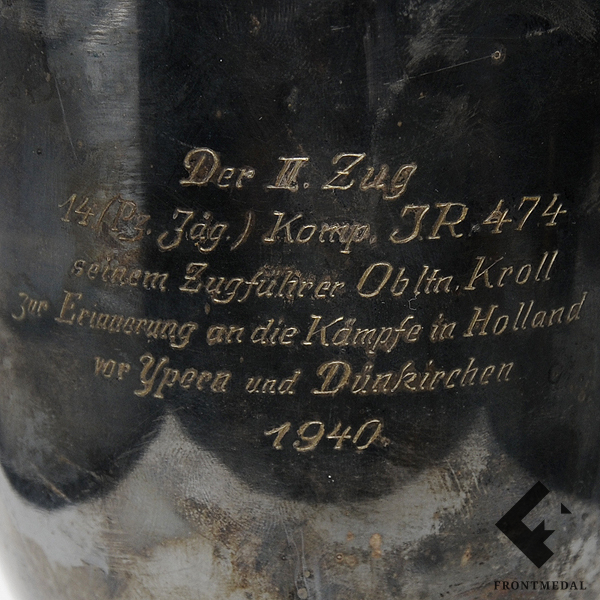 Der II. Zug
14 (Pz. Jäg.) Komp. J.R. 474
seinem Zugführer Obltn. Kroll
zur Erinnerung an die Kämpfe in Holland
vor Ypern und Dünkirchen
1940.
FRONTMEDAL